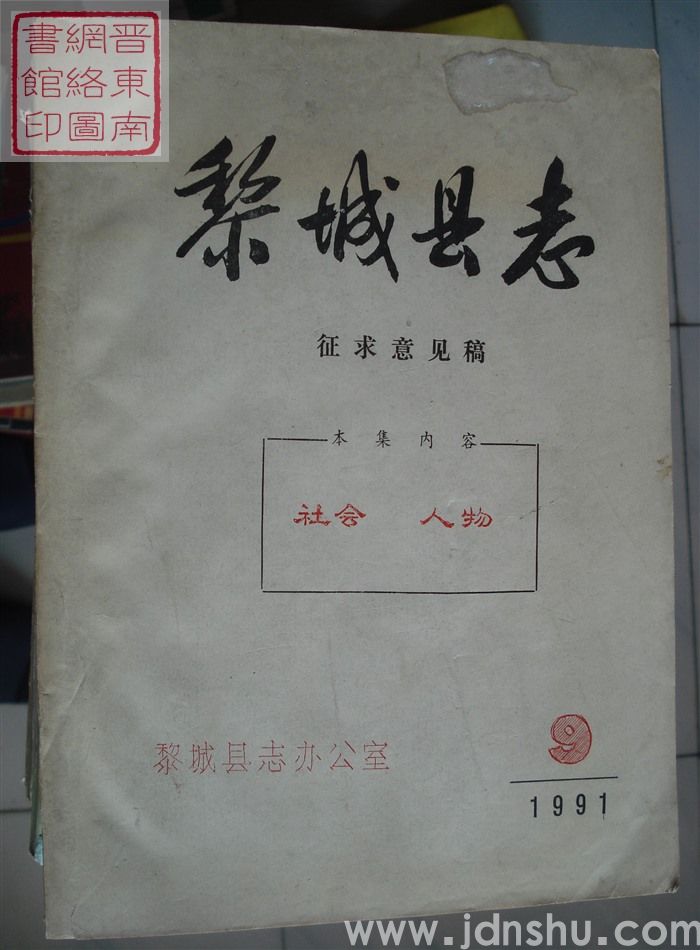 晋東南
網絡圖
書館印
黎城县志
征求意见稿
本集内容
社会 人物
9
黎城县志办公室
1991
www.jdnshu.com